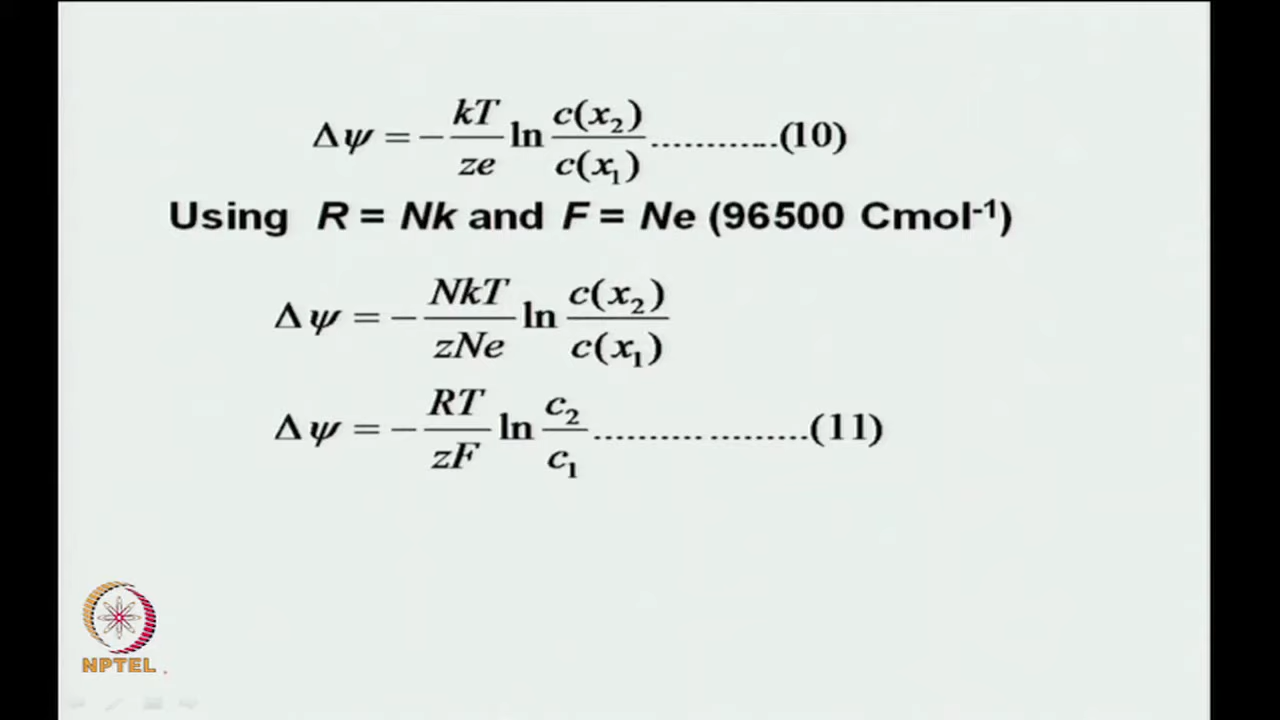 Δψ = − kT/ze ln c(x₂)/c(x₁) ..............(10)
Using R = Nk and F = Ne (96500 Cmol⁻¹)
Δψ = − NkT/zNe ln c(x₂)/c(x₁)
Δψ = − RT/zF ln c₂/c₁ ....................(11)
NPTEL